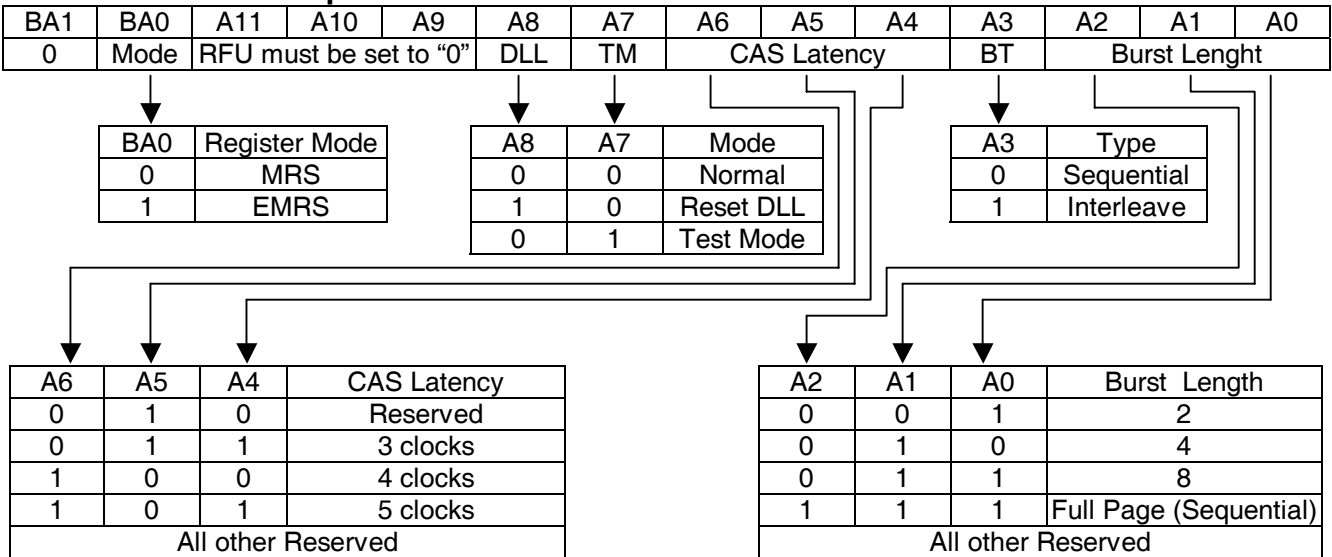 BA1 BA0 A11 A10 A9 A8 A7 A6 A5 A4 A3 A2 A1 A0
0 Mode RFU must be set to “0” DLL TM CAS Latency BT Burst Lenght
BA0 Register Mode
0 MRS
1 EMRS
A8 A7 Mode
0 0 Normal
1 0 Reset DLL
0 1 Test Mode
A3 Type
0 Sequential
1 Interleave
A6 A5 A4 CAS Latency
0 1 0 Reserved
0 1 1 3 clocks
1 0 0 4 clocks
1 0 1 5 clocks
All other Reserved
A2 A1 A0 Burst Length
0 0 1 2
0 1 0 4
0 1 1 8
1 1 1 Full Page (Sequential)
All other Reserved